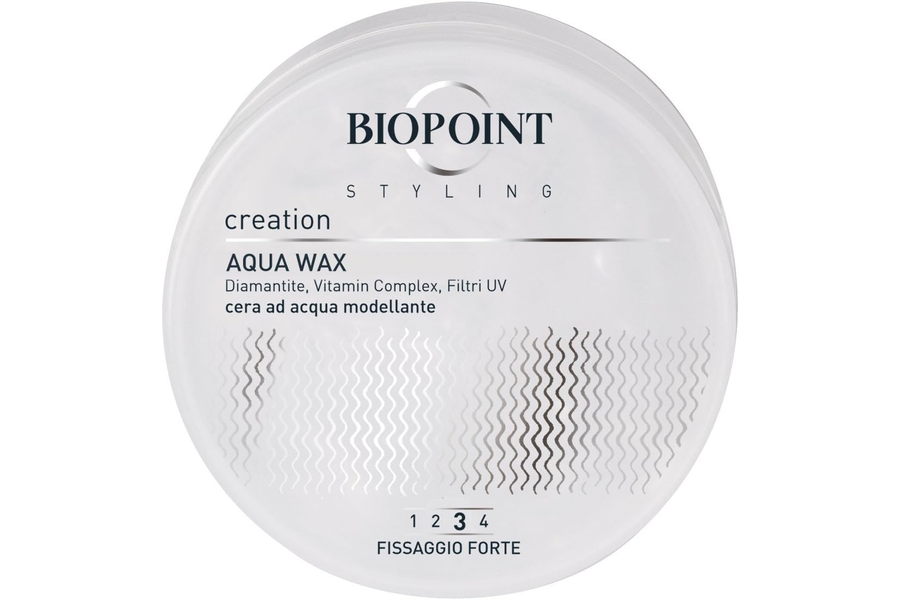 BIOPOINT
STYLING
creation
AQUA WAX
Diamantite, Vitamin Complex, Filtri UV
cera ad acqua modellante
1 2 3 4
FISSAGGIO FORTE